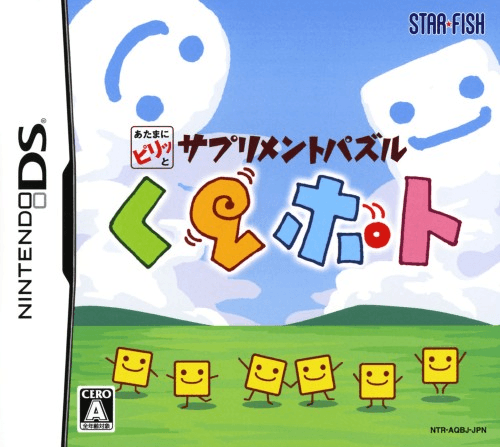 STAR★FISH
NINTENDO DS
あたまに
ピリッと
サプリメントパズル
くるポト
CERO
A
全年齢対象
NTR-AQBJ-JPN